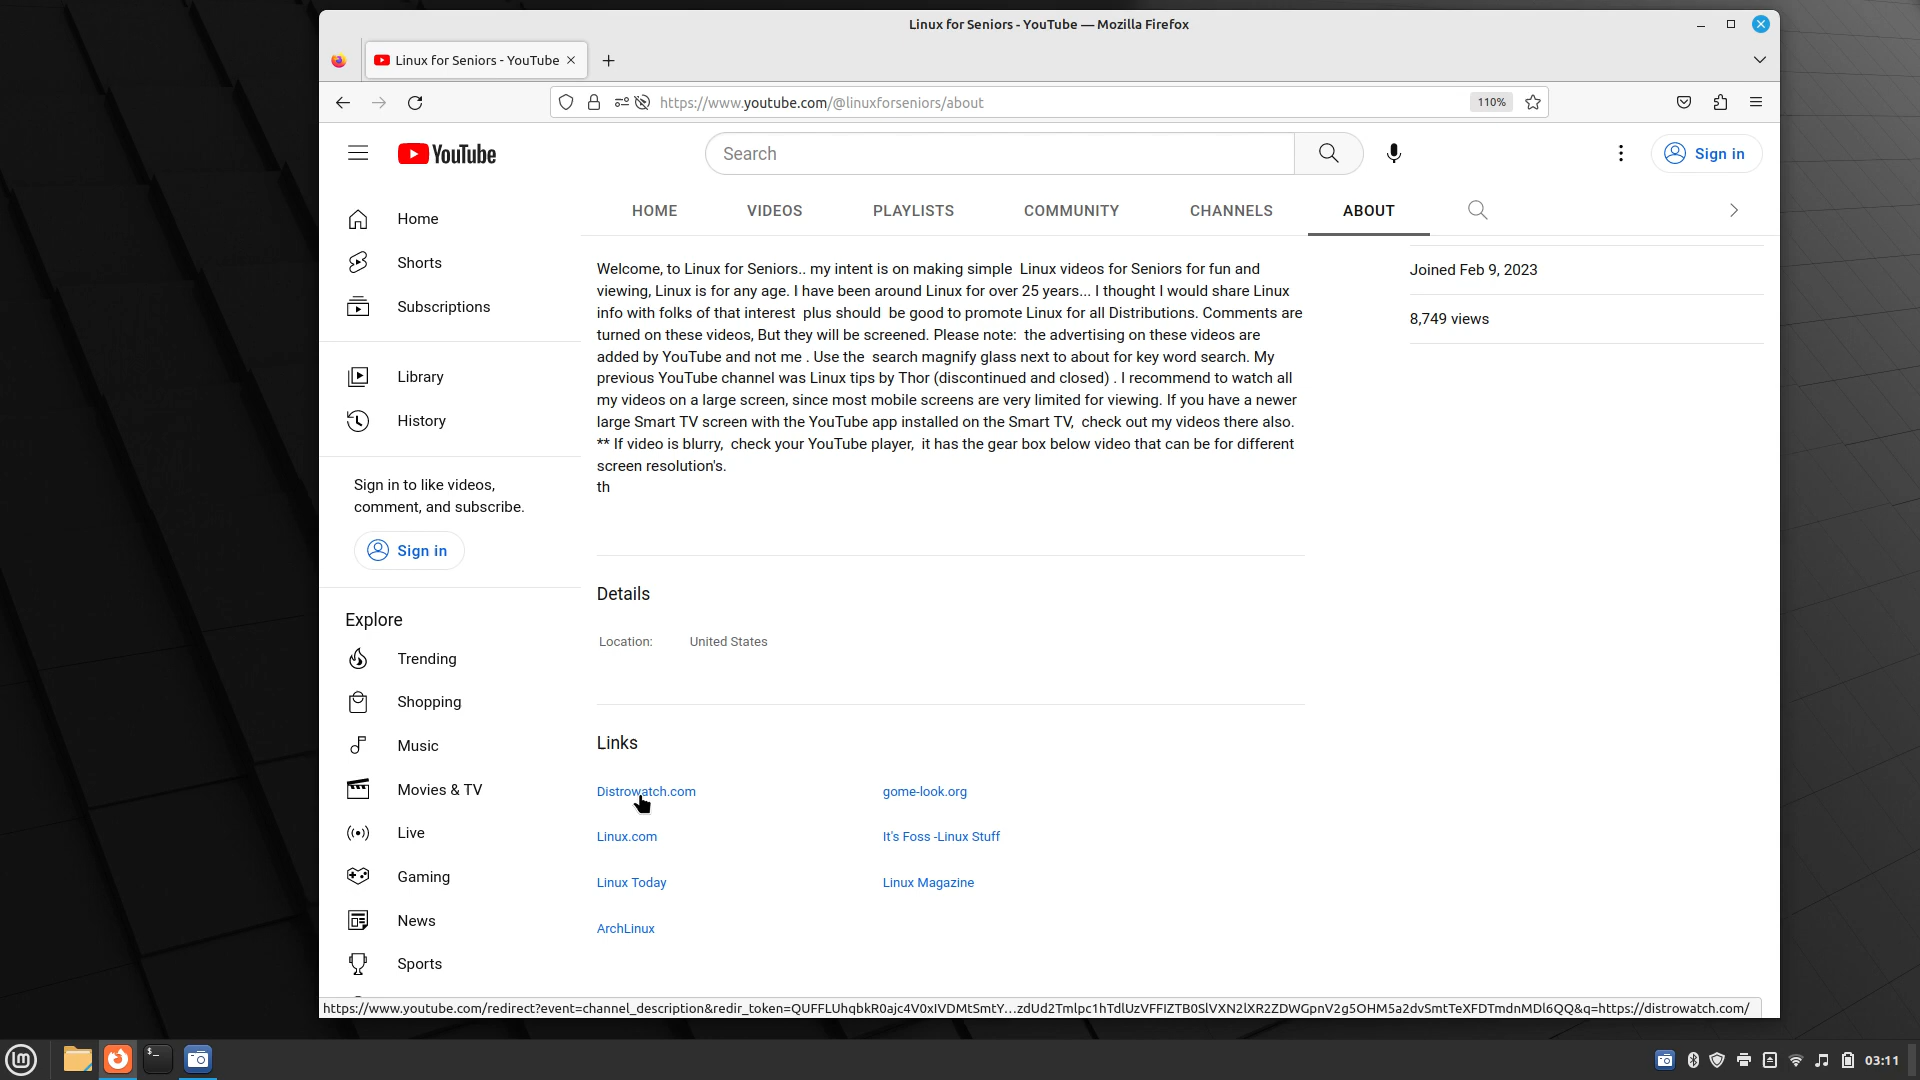 Linux for Seniors - YouTube — Mozilla Firefox
Linux for Seniors - YouTube
https://www.youtube.com/@linuxforseniors/about
110%
YouTube
Search
Sign in
HOME
VIDEOS
PLAYLISTS
COMMUNITY
CHANNELS
ABOUT
Home
Shorts
Subscriptions
Library
History
Sign in to like videos,
comment, and subscribe.
Sign in
Explore
Trending
Shopping
Music
Movies & TV
Live
Gaming
News
Sports
Welcome, to Linux for Seniors.. my intent is on making simple  Linux videos for Seniors for fun and
viewing, Linux is for any age. I have been around Linux for over 25 years... I thought I would share Linux
info with folks of that interest  plus should  be good to promote Linux for all Distributions. Comments are
turned on these videos, But they will be screened. Please note:  the advertising on these videos are
added by YouTube and not me . Use the  search magnify glass next to about for key word search. My
previous YouTube channel was Linux tips by Thor (discontinued and closed) . I recommend to watch all
my videos on a large screen, since most mobile screens are very limited for viewing. If you have a newer
large Smart TV screen with the YouTube app installed on the Smart TV,  check out my videos there also.
** If video is blurry,  check your YouTube player,  it has the gear box below video that can be for different
screen resolution's.
th
Joined Feb 9, 2023
8,749 views
Details
Location: United States
Links
Distrowatch.com
gome-look.org
Linux.com
It's Foss -Linux Stuff
Linux Today
Linux Magazine
ArchLinux
https://www.youtube.com/redirect?event=channel_description&redir_token=QUFFLUhqbkR0ajc4V0xIVDMtSmtY…zdUd2Tmlpc1hTdlUzVFFIZTB0SlVXN2lXR2ZDWGpnV2g5OHM5a2dvSmtTeXFDTmdnMDl6QQ&q=https://distrowatch.com/
03:11